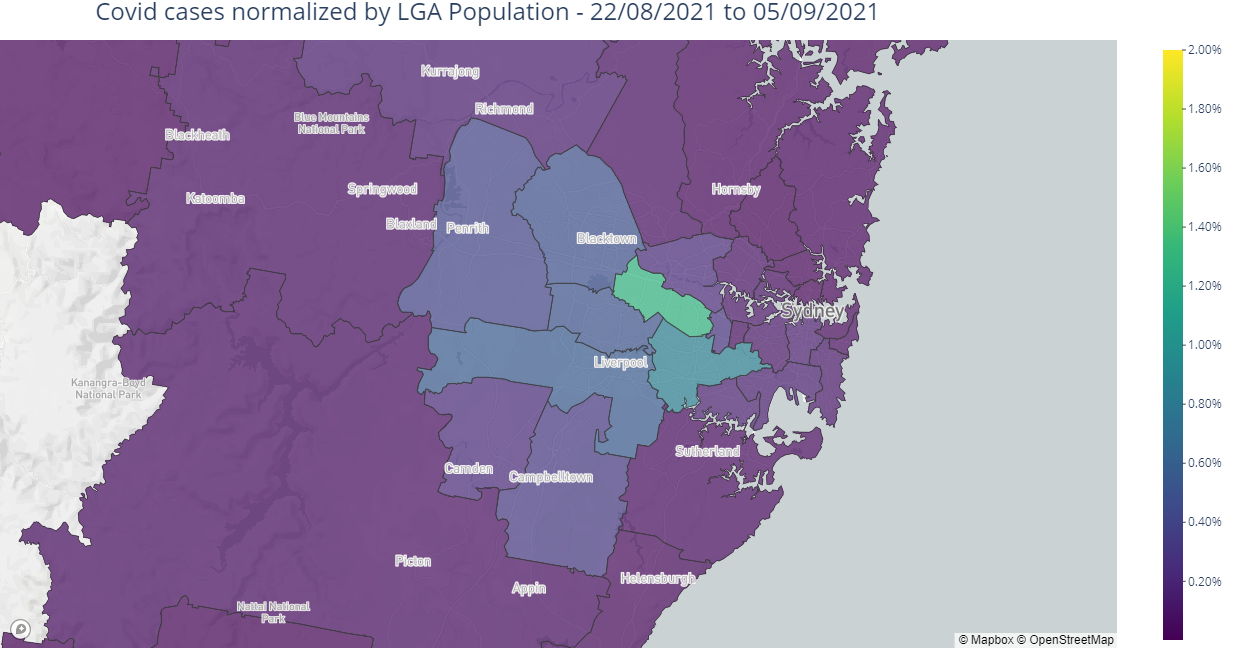 Covid cases normalized by LGA Population - 22/08/2021 to 05/09/2021
Kurrajong
Richmond
Blue Mountains
National Park
Blackheath
Springwood
Hornsby
Katoomba
Blaxland
Penrith
Blacktown
Sydney
Liverpool
Kanangra-Boyd
National Park
Sutherland
Camden
Campbelltown
Picton
Appin
Helensburgh
Nattai National
Park
© Mapbox © OpenStreetMap
2.00%
1.80%
1.60%
1.40%
1.20%
1.00%
0.80%
0.60%
0.40%
0.20%